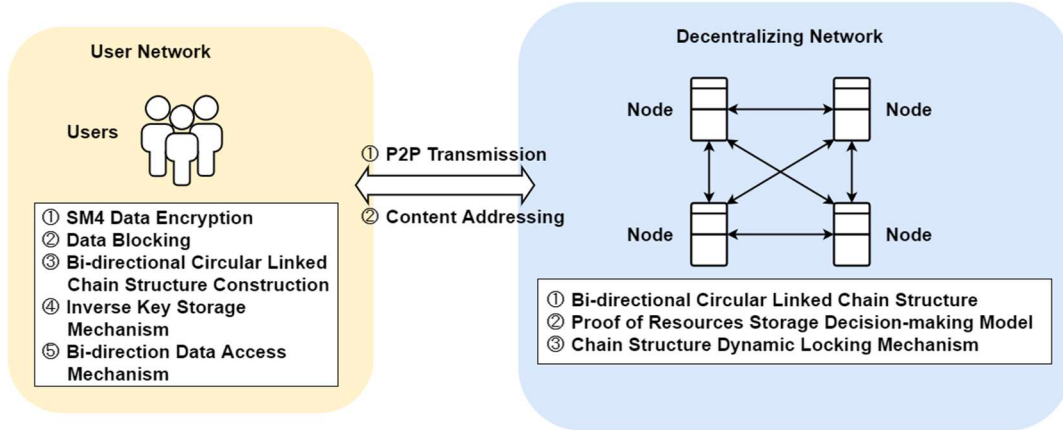 User Network
Users
① SM4 Data Encryption
② Data Blocking
③ Bi-directional Circular Linked
Chain Structure Construction
④ Inverse Key Storage
Mechanism
⑤ Bi-direction Data Access
Mechanism
① P2P Transmission
② Content Addressing
Decentralizing Network
Node
Node
Node
Node
① Bi-directional Circular Linked Chain Structure
② Proof of Resources Storage Decision-making Model
③ Chain Structure Dynamic Locking Mechanism